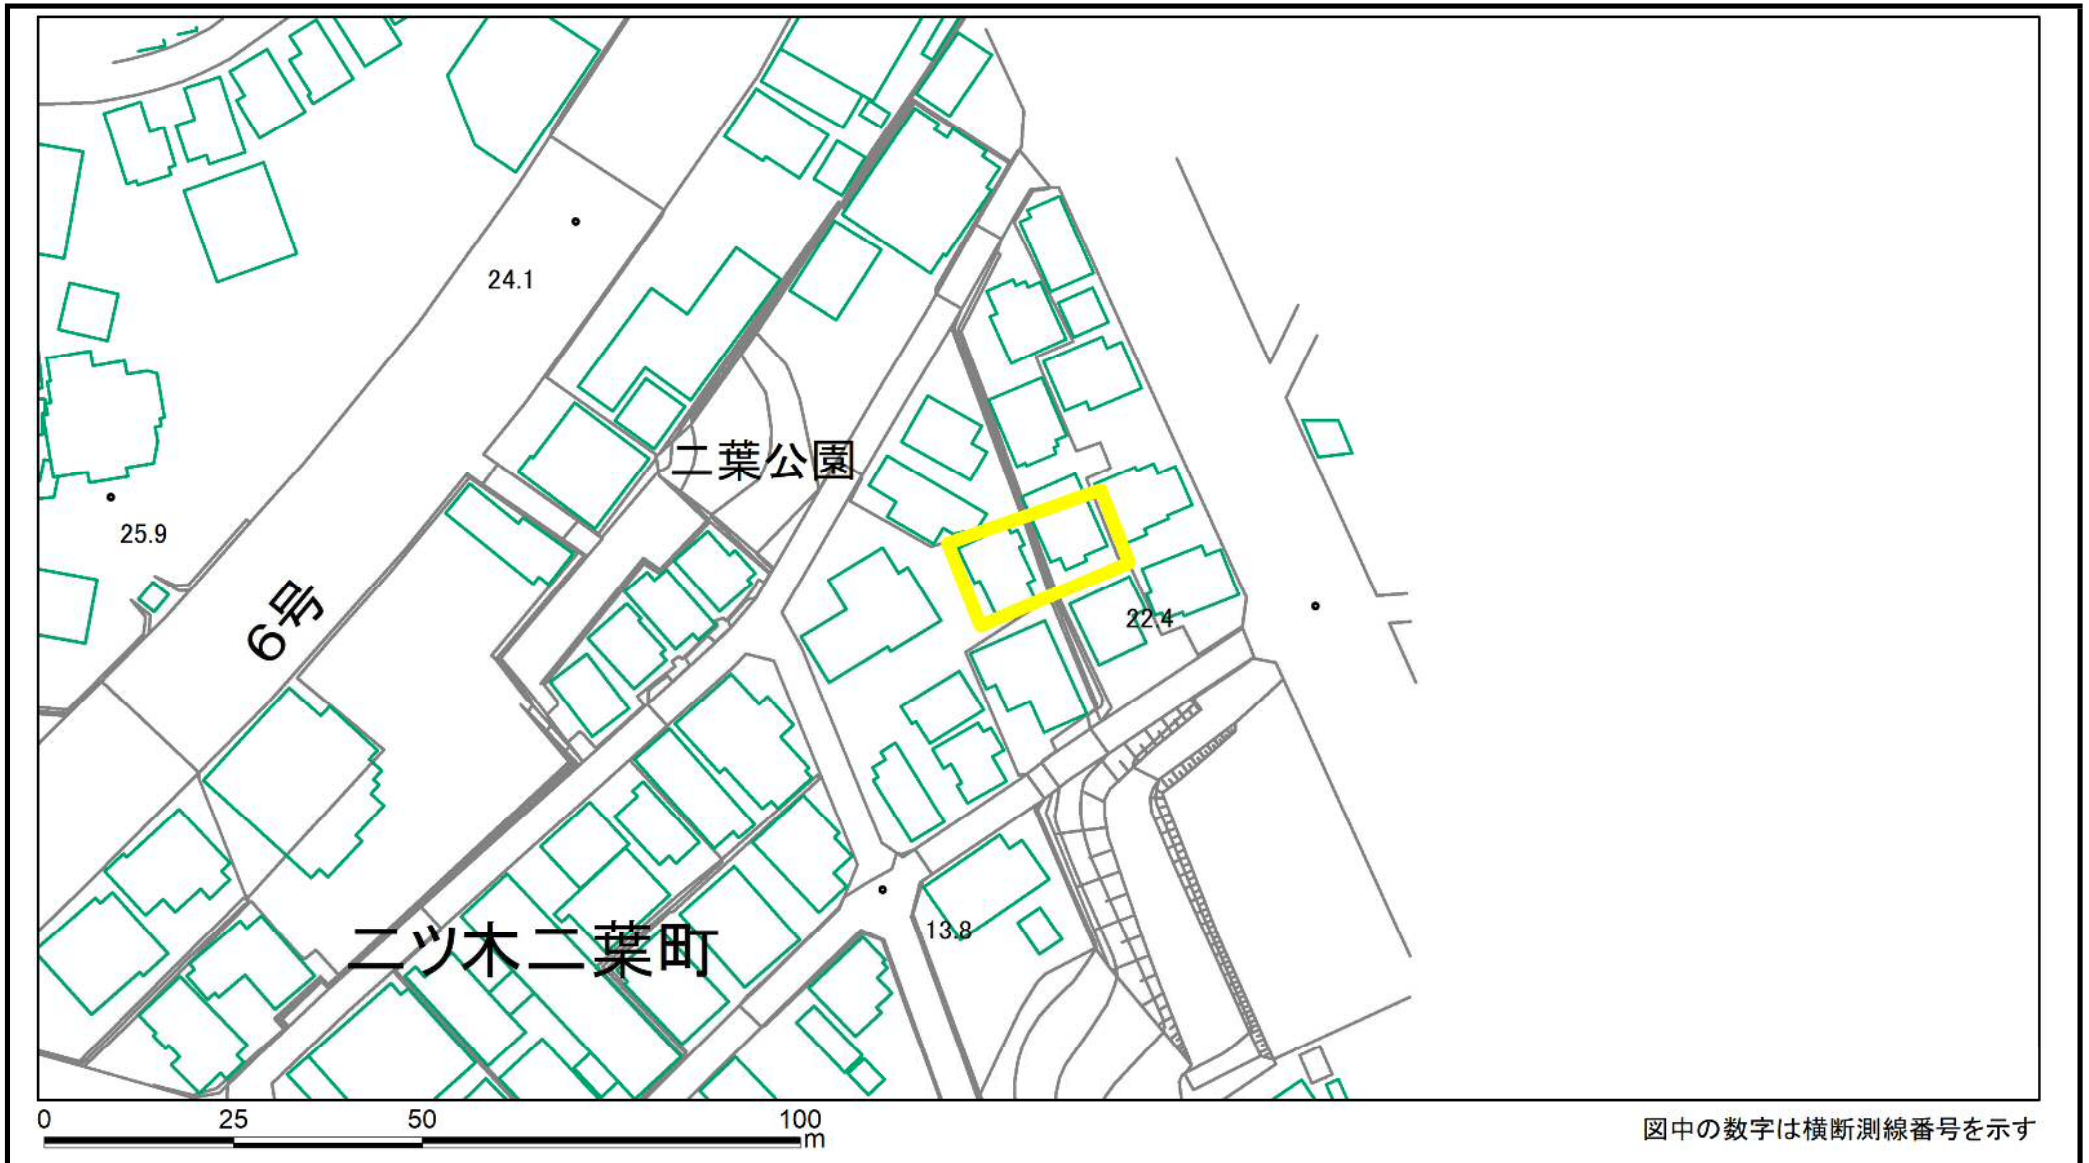 24.1
二葉公園
25.9
6号
22.4
13.8
二ツ木二葉町
0 25 50 100
m
図中の数字は横断測線番号を示す